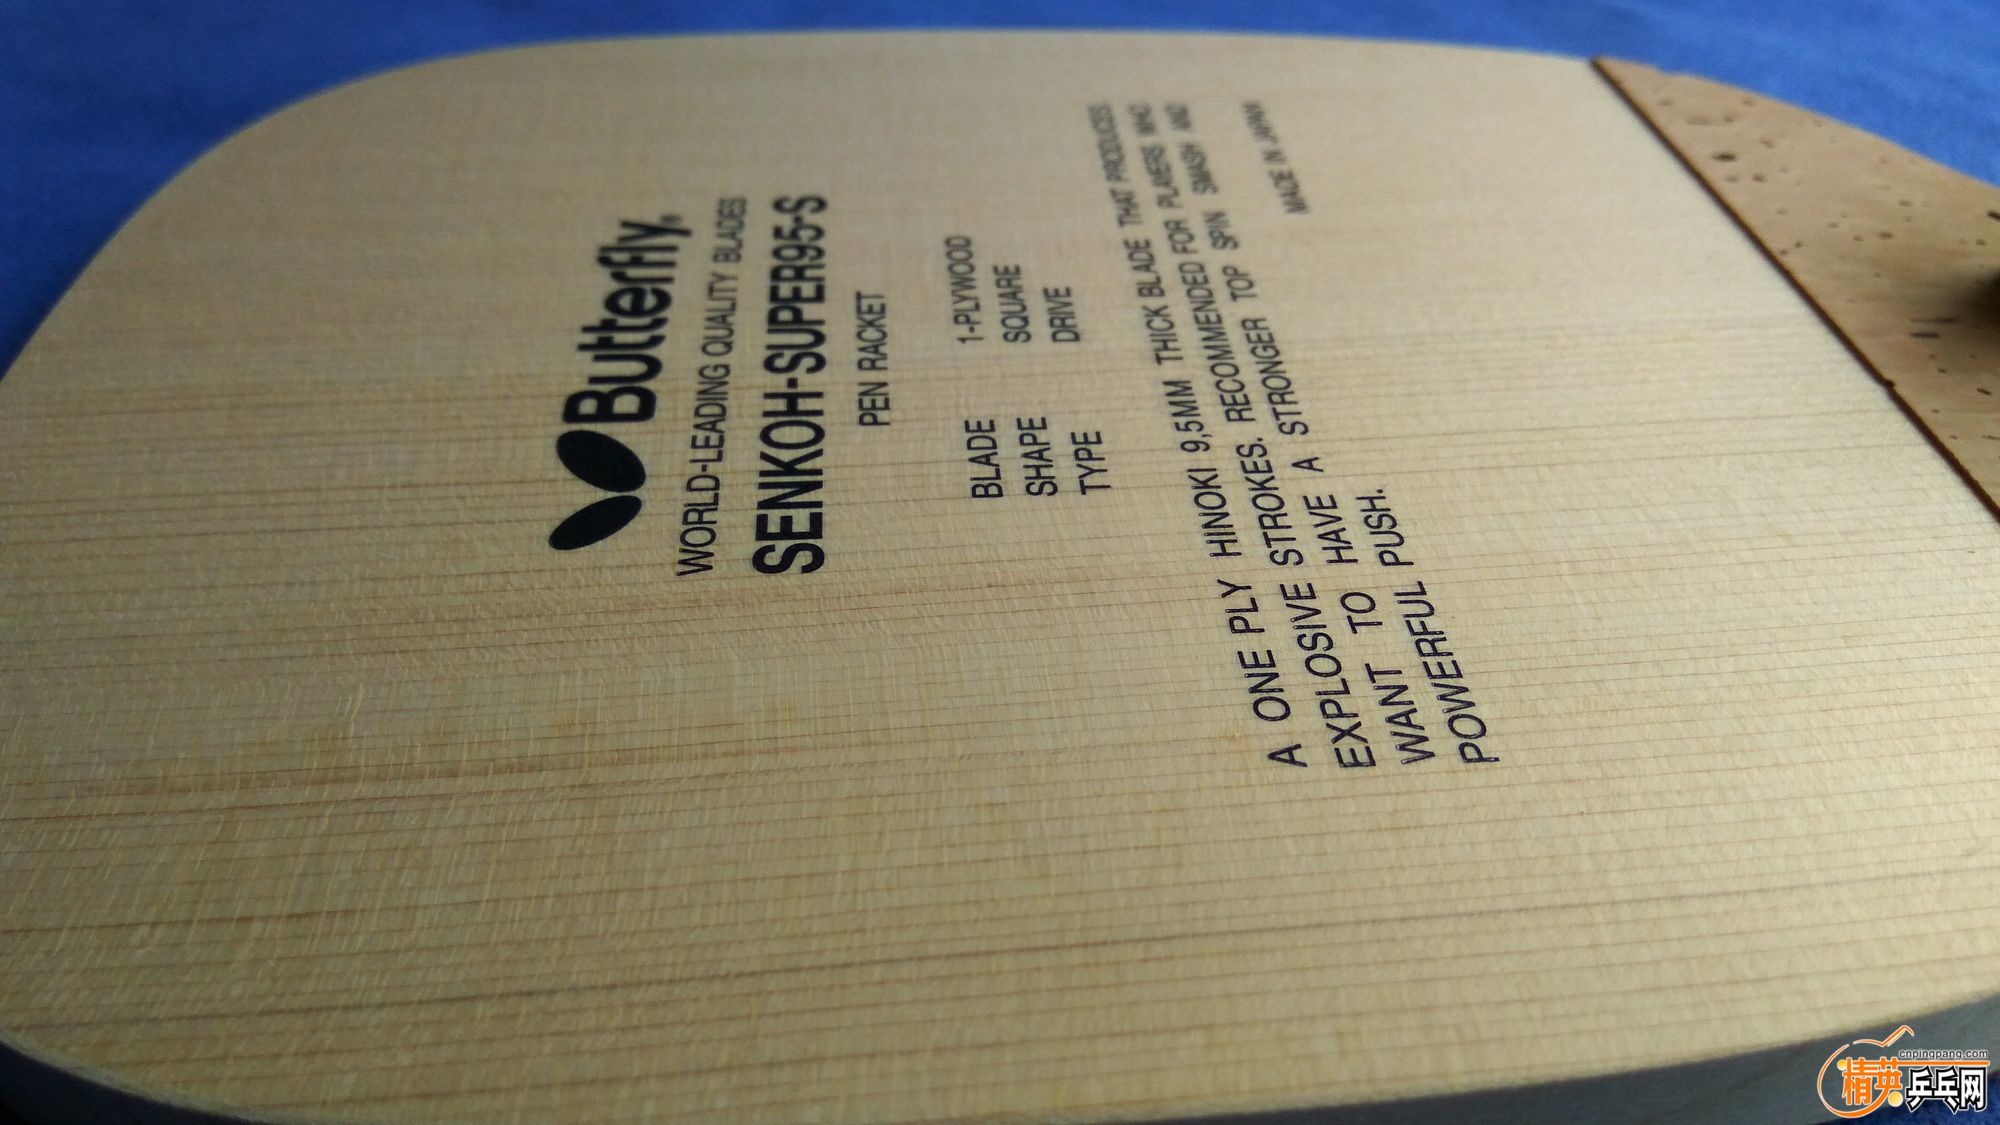 Butterfly®
WORLD-LEADING QUALITY BLADES
SENKOH-SUPER95-S
PEN RACKET
BLADE 1-PLYWOOD
SHAPE SQUARE
TYPE DRIVE
A ONE PLY HINOKI 9,5MM THICK BLADE THAT PRODUCES
EXPLOSIVE STROKES. RECOMMENDED FOR PLAYERS WHO
WANT TO HAVE A STRONGER TOP SPIN SMASH AND
POWERFUL PUSH.
MADE IN JAPAN
cnpingpang.com
精英乒乓网